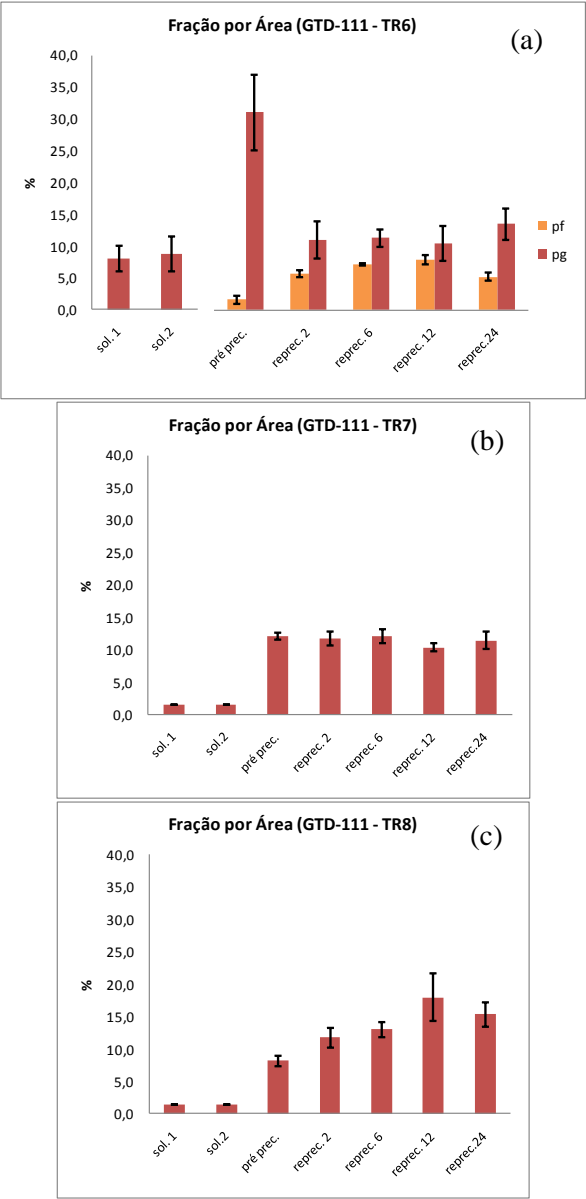 Fração por Área (GTD-111 - TR6)
(a)
40,0
35,0
30,0
25,0
20,0
15,0
10,0
5,0
0,0
%
sol. 1
sol.2
pré prec.
reprec. 2
reprec. 6
reprec. 12
reprec.24
pf
pg
Fração por Área (GTD-111 - TR7)
(b)
40,0
35,0
30,0
25,0
20,0
15,0
10,0
5,0
0,0
%
sol. 1
sol.2
pré prec.
reprec. 2
reprec. 6
reprec. 12
reprec.24
Fração por Área (GTD-111 - TR8)
(c)
40,0
35,0
30,0
25,0
20,0
15,0
10,0
5,0
0,0
%
sol. 1
sol.2
pré prec.
reprec. 2
reprec. 6
reprec. 12
reprec.24